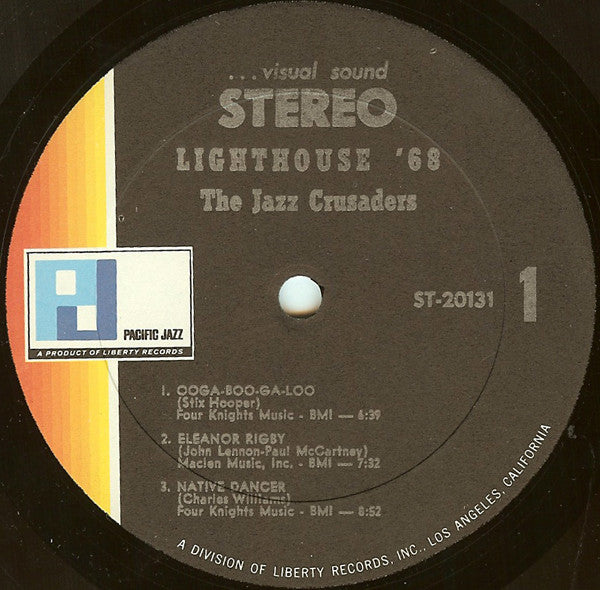 ...visual sound
STEREO
LIGHTHOUSE '68
The Jazz Crusaders
ST-20131
1
PJ
PACIFIC JAZZ
A PRODUCT OF LIBERTY RECORDS
1. OOGA-BOO-GA-LOO
(Stix Hooper)
Four Knights Music - BMI — 6:39
2. ELEANOR RIGBY
(John Lennon-Paul McCartney)
Maclen Music, Inc. - BMI — 7:32
3. NATIVE DANCER
(Charles Williams)
Four Knights Music - BMI — 8:52
A DIVISION OF LIBERTY RECORDS, INC., LOS ANGELES, CALIFORNIA